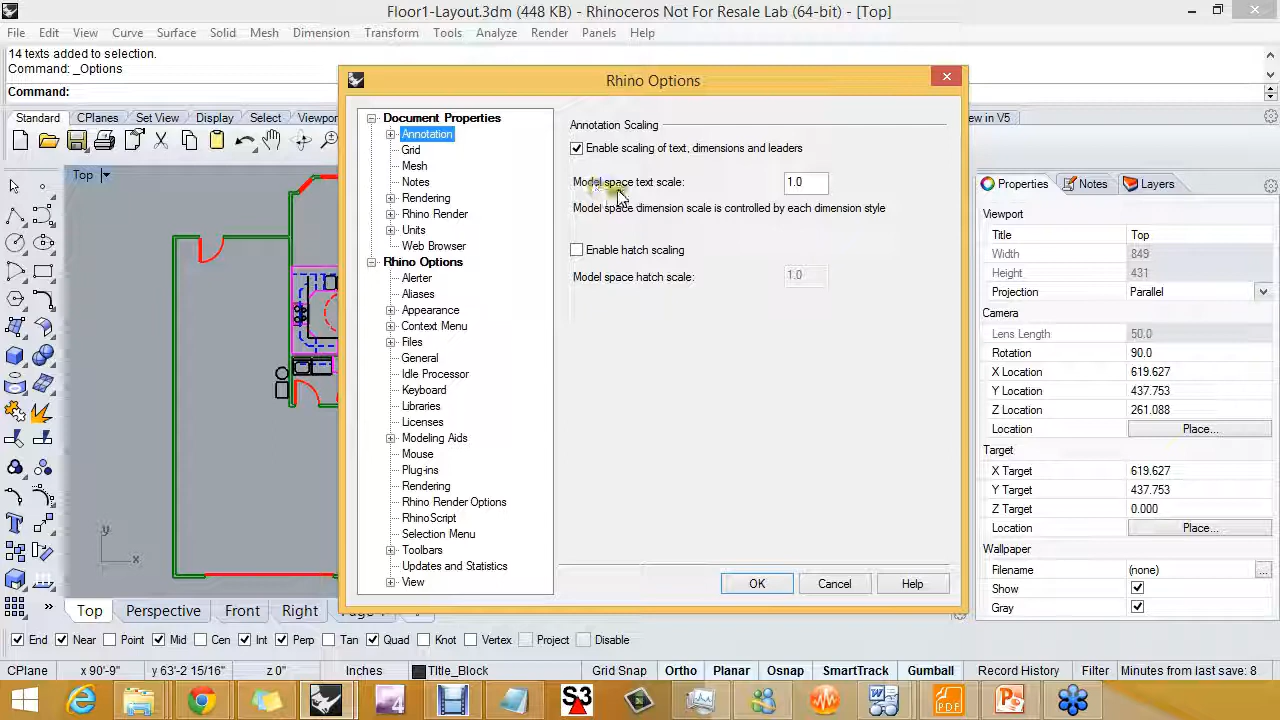 Floor1-Layout.3dm (448 KB) - Rhinoceros Not For Resale Lab (64-bit) - [Top]
File Edit View Curve Surface Solid Mesh Dimension Transform Tools Analyze Render Panels Help
14 texts added to selection.
Command: _Options
Command:
Standard CPlanes Set View Display Select Viewpor
ew in V5
Top
Rhino Options
Document Properties
Annotation
Grid
Mesh
Notes
Rendering
Rhino Render
Units
Web Browser
Rhino Options
Alerter
Aliases
Appearance
Context Menu
Files
General
Idle Processor
Keyboard
Libraries
Licenses
Modeling Aids
Mouse
Plug-ins
Rendering
Rhino Render Options
RhinoScript
Selection Menu
Toolbars
Updates and Statistics
View
Annotation Scaling
Enable scaling of text, dimensions and leaders
Model space text scale: 1.0
Model space dimension scale is controlled by each dimension style
Enable hatch scaling
Model space hatch scale: 1.0
OK Cancel Help
Properties Notes Layers
Viewport
Title Top
Width 849
Height 431
Projection Parallel
Camera
Lens Length 50.0
Rotation 90.0
X Location 619.627
Y Location 437.753
Z Location 261.088
Location Place...
Target
X Target 619.627
Y Target 437.753
Z Target 0.000
Location Place...
Wallpaper
Filename (none) ...
Show
Gray
y
x
Top Perspective Front Right
End Near Point Mid Cen Int Perp Tan Quad Knot Vertex Project Disable
CPlane x 90'-9" y 63'-2 15/16" z 0" Inches Title_Block Grid Snap Ortho Planar Osnap SmartTrack Gumball Record History Filter Minutes from last save: 8